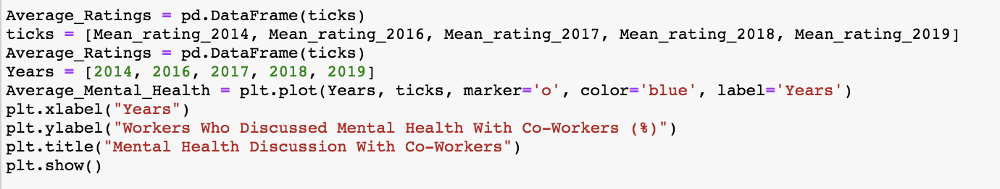 Average_Ratings = pd.DataFrame(ticks)
ticks = [Mean_rating_2014, Mean_rating_2016, Mean_rating_2017, Mean_rating_2018, Mean_rating_2019]
Average_Ratings = pd.DataFrame(ticks)
Years = [2014, 2016, 2017, 2018, 2019]
Average_Mental_Health = plt.plot(Years, ticks, marker='o', color='blue', label='Years')
plt.xlabel("Years")
plt.ylabel("Workers Who Discussed Mental Health With Co-Workers (%)")
plt.title("Mental Health Discussion With Co-Workers")
plt.show()